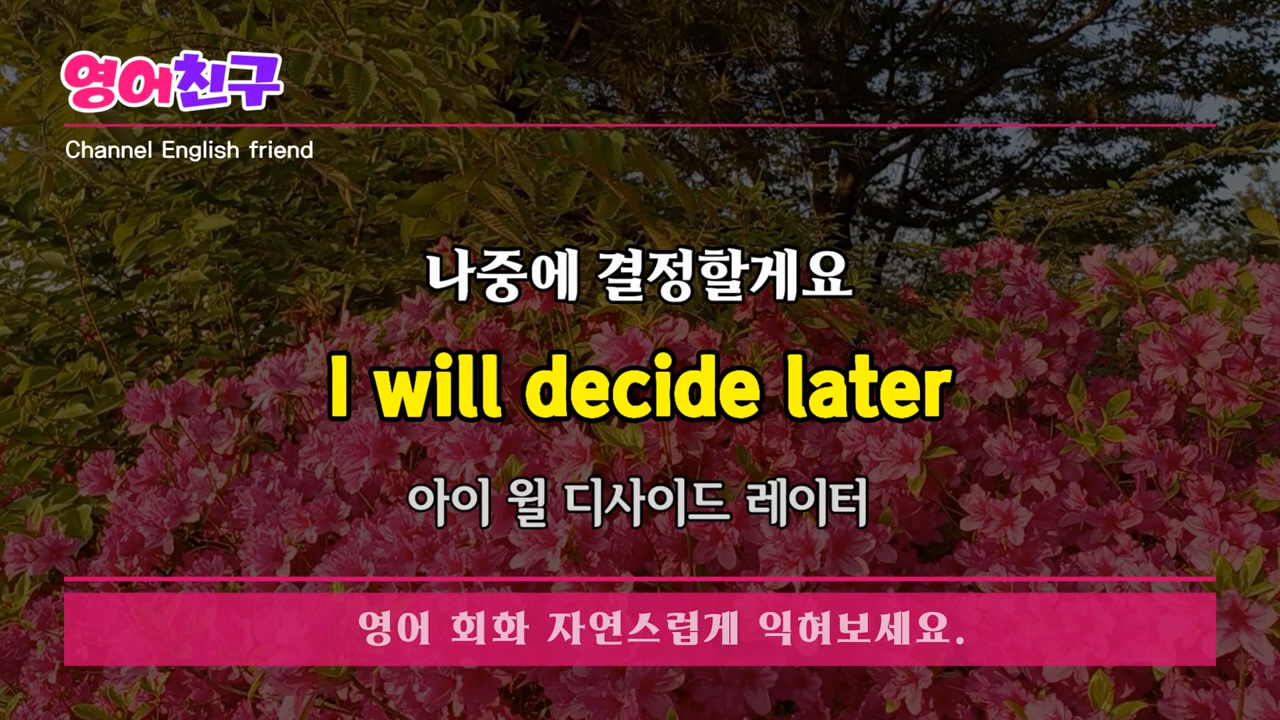 영어친구
Channel English friend
나중에 결정할게요
I will decide later
아이 윌 디사이드 레이터
영어 회화 자연스럽게 익혀보세요.